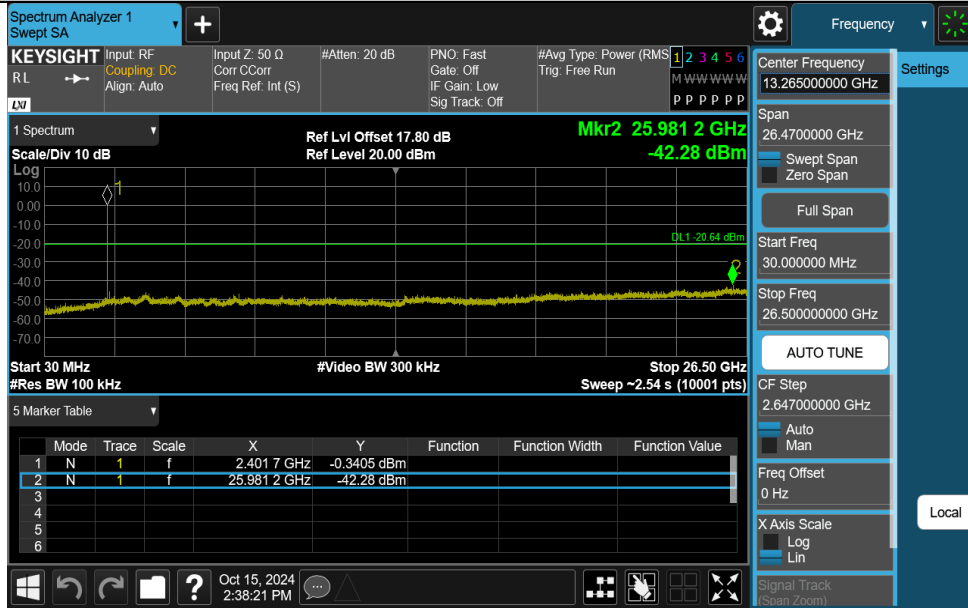 Spectrum Analyzer 1
Swept SA
+
Frequency
KEYSIGHT
R L
LXI
Input: RF
Coupling: DC
Align: Auto
Input Z: 50 Ω
Corr CCorr
Freq Ref: Int (S)
#Atten: 20 dB
PNO: Fast
Gate: Off
IF Gain: Low
Sig Track: Off
#Avg Type: Power (RMS
Trig: Free Run
1 2 3 4 5 6
M W W W W W
P P P P P P
1 Spectrum
Scale/Div 10 dB
Ref Lvl Offset 17.80 dB
Ref Level 20.00 dBm
Mkr2 25.981 2 GHz
-42.28 dBm
Log
10.0
0.00
-10.0
-20.0
-30.0
-40.0
-50.0
-60.0
-70.0
1
DL1 -20.64 dBm
2
Start 30 MHz
#Video BW 300 kHz
Stop 26.50 GHz
#Res BW 100 kHz
Sweep ~2.54 s (10001 pts)
5 Marker Table
Mode Trace Scale X Y Function Function Width Function Value
1 N 1 f 2.401 7 GHz -0.3405 dBm
2 N 1 f 25.981 2 GHz -42.28 dBm
3
4
5
6
?
Oct 15, 2024
2:38:21 PM
Center Frequency
13.265000000 GHz
Span
26.4700000 GHz
Swept Span
Zero Span
Full Span
Start Freq
30.000000 MHz
Stop Freq
26.500000000 GHz
AUTO TUNE
CF Step
2.647000000 GHz
Auto
Man
Freq Offset
0 Hz
X Axis Scale
Log
Lin
Signal Track
(Span Zoom)
Settings
Local